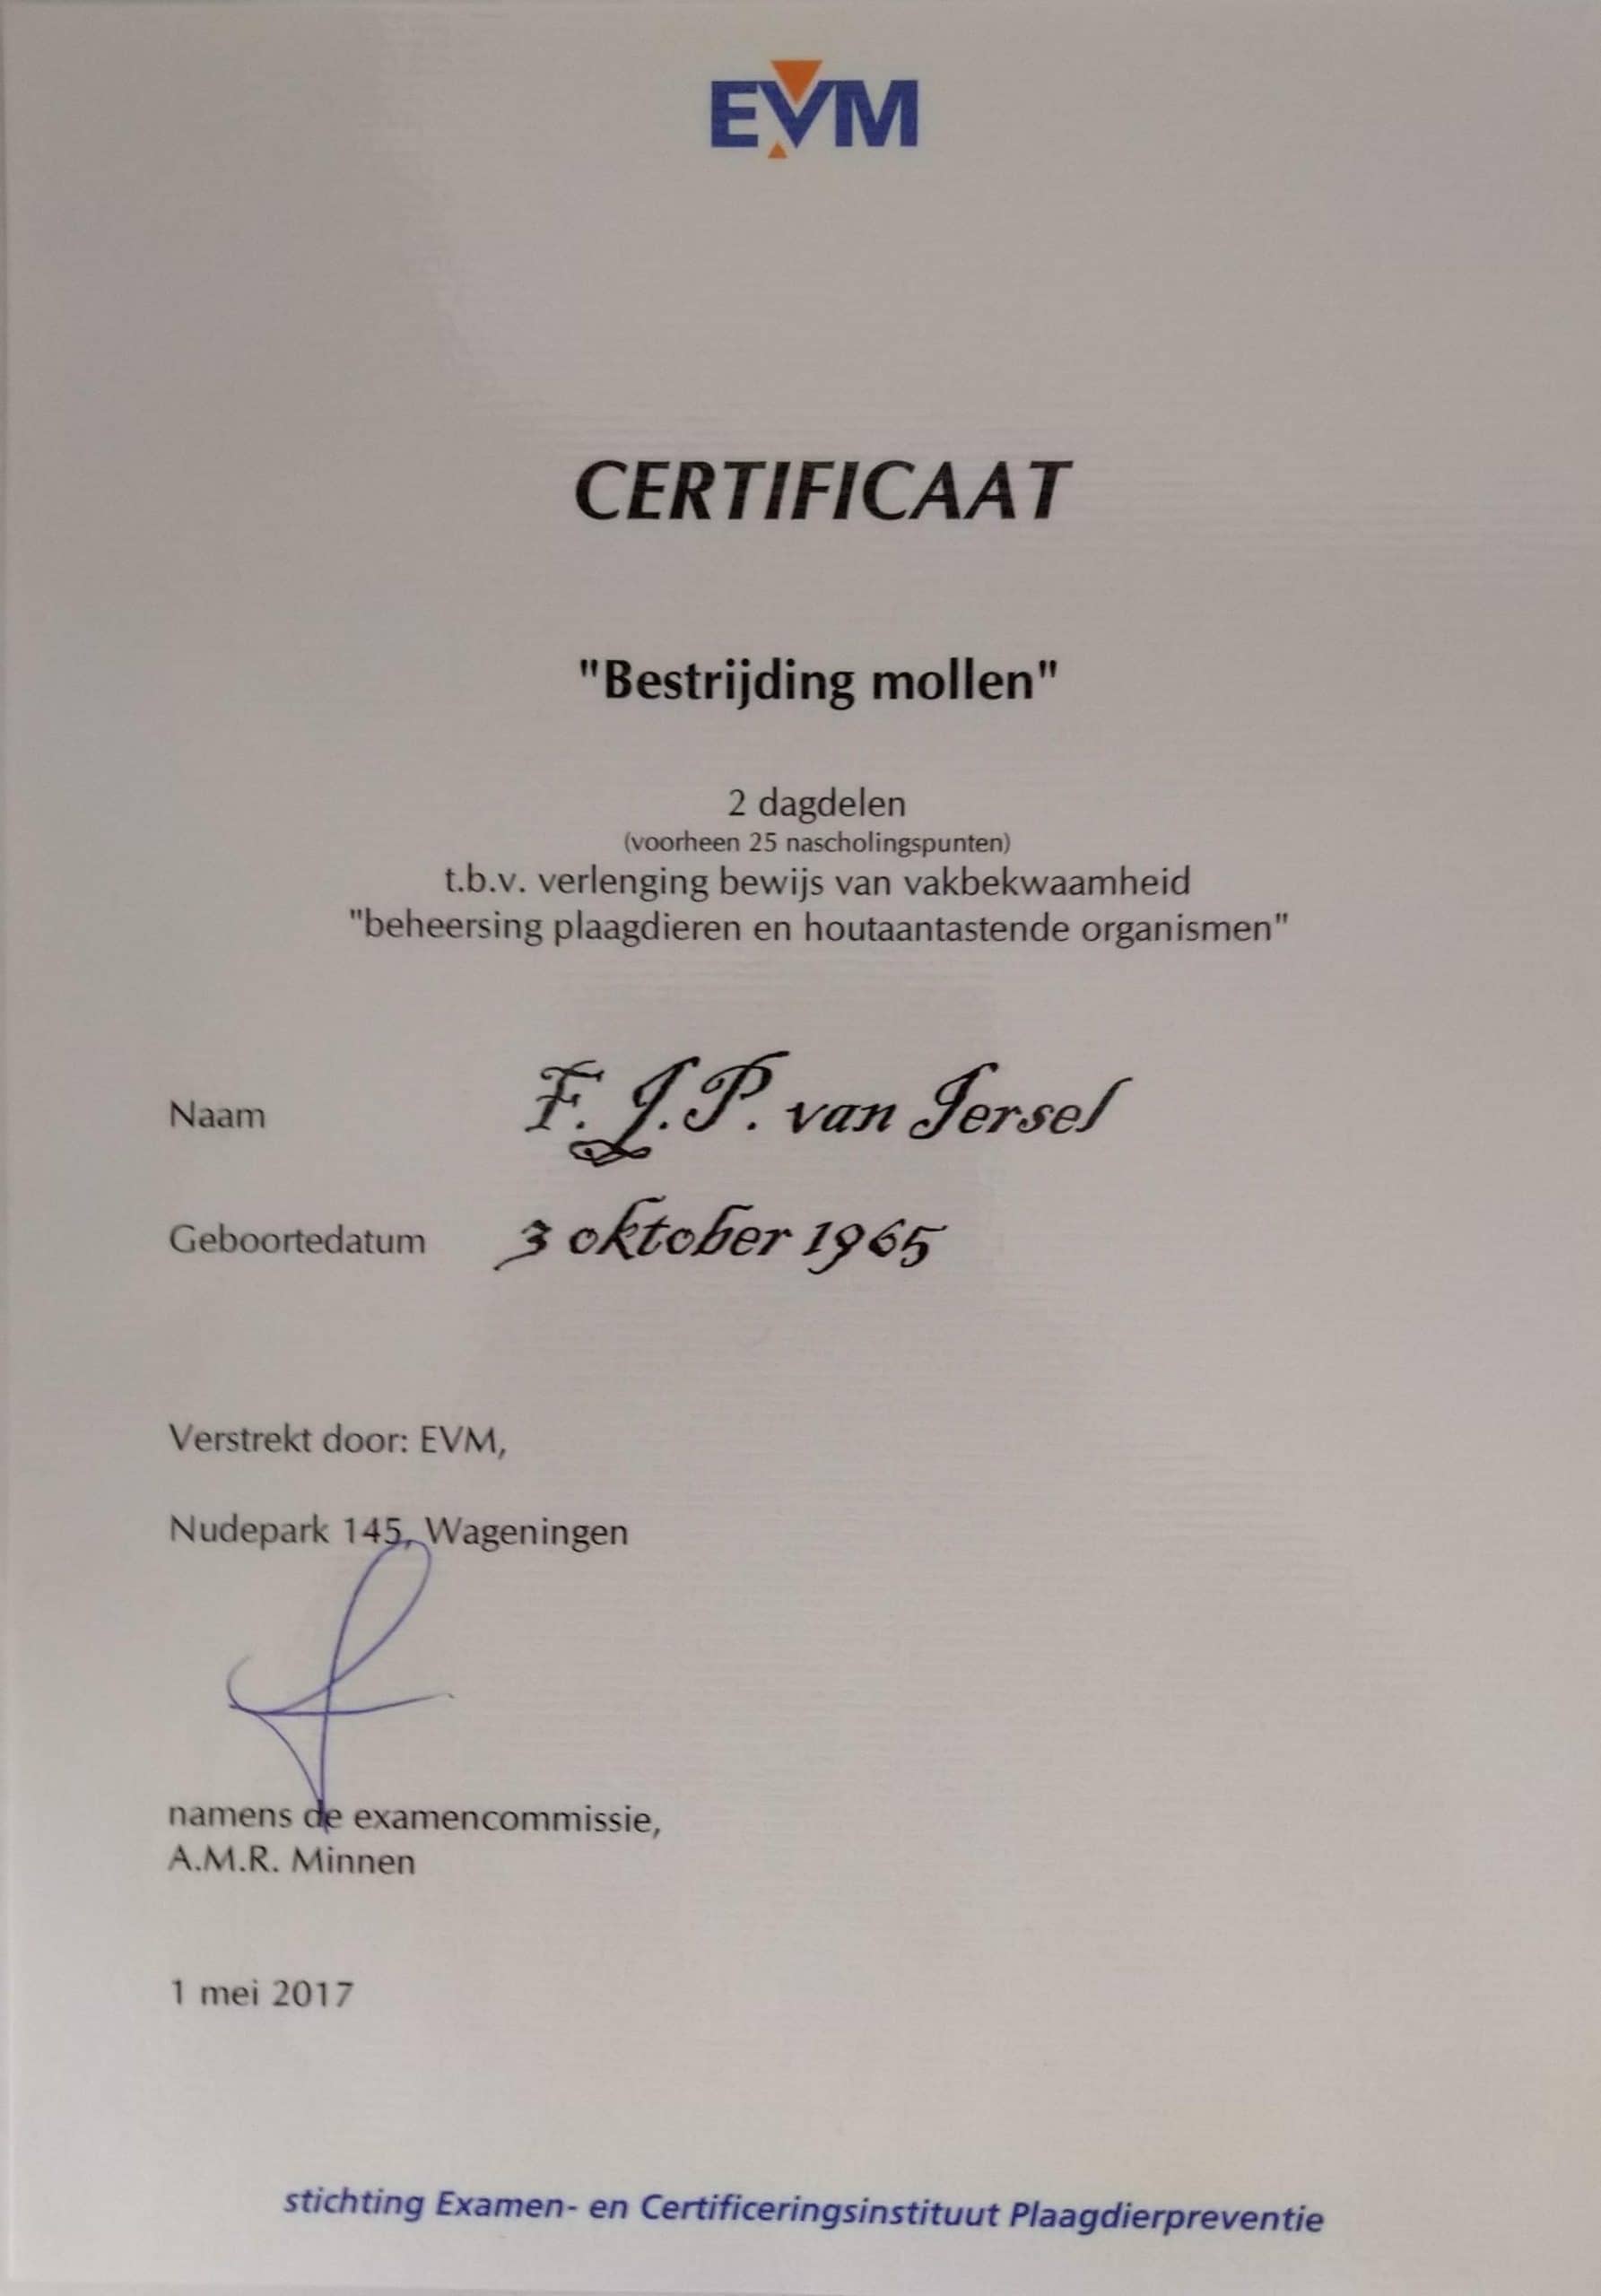 EVM
CERTIFICAAT
"Bestrijding mollen"
2 dagdelen
(voorheen 25 nascholingspunten)
t.b.v. verlenging bewijs van vakbekwaamheid
"beheersing plaagdieren en houtaantastende organismen"
Naam F. J.P. van Iersel
Geboortedatum 3 oktober 1965
Verstrekt door: EVM,
Nudepark 145, Wageningen
namens de examencommissie,
A.M.R. Minnen
1 mei 2017
stichting Examen- en Certificeringsinstituut Plaagdierpreventie